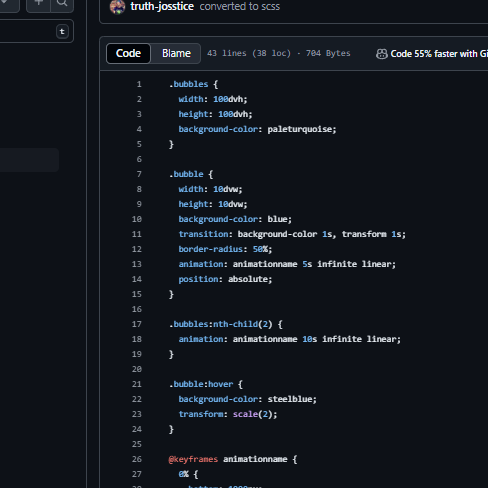 truth-josstice converted to scss
t
Code Blame 43 lines (38 loc) · 704 Bytes Code 55% faster with Gi
1 .bubbles {
2 width: 100dvh;
3 height: 100dvh;
4 background-color: paleturquoise;
5 }
6
7 .bubble {
8 width: 10dvw;
9 height: 10dvw;
10 background-color: blue;
11 transition: background-color 1s, transform 1s;
12 border-radius: 50%;
13 animation: animationname 5s infinite linear;
14 position: absolute;
15 }
16
17 .bubbles:nth-child(2) {
18 animation: animationname 10s infinite linear;
19 }
20
21 .bubble:hover {
22 background-color: steelblue;
23 transform: scale(2);
24 }
25
26 @keyframes animationname {
27 0% {